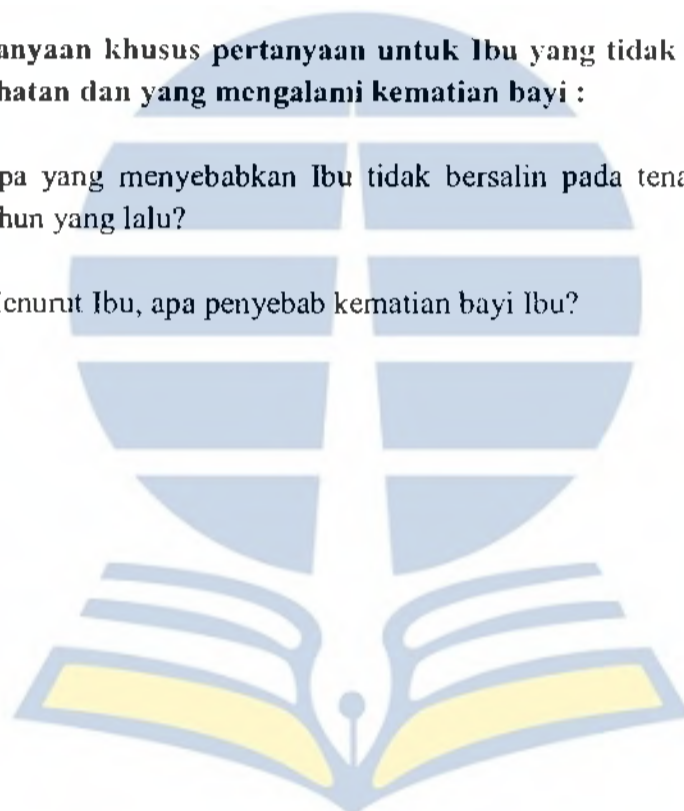 anyaan khusus pertanyaan untuk Ibu yang tidak
hatan dan yang mengalami kematian bayi :
pa yang menyebabkan Ibu tidak bersalin pada tena
hun yang lalu?
enurut Ibu, apa penyebab kematian bayi Ibu?